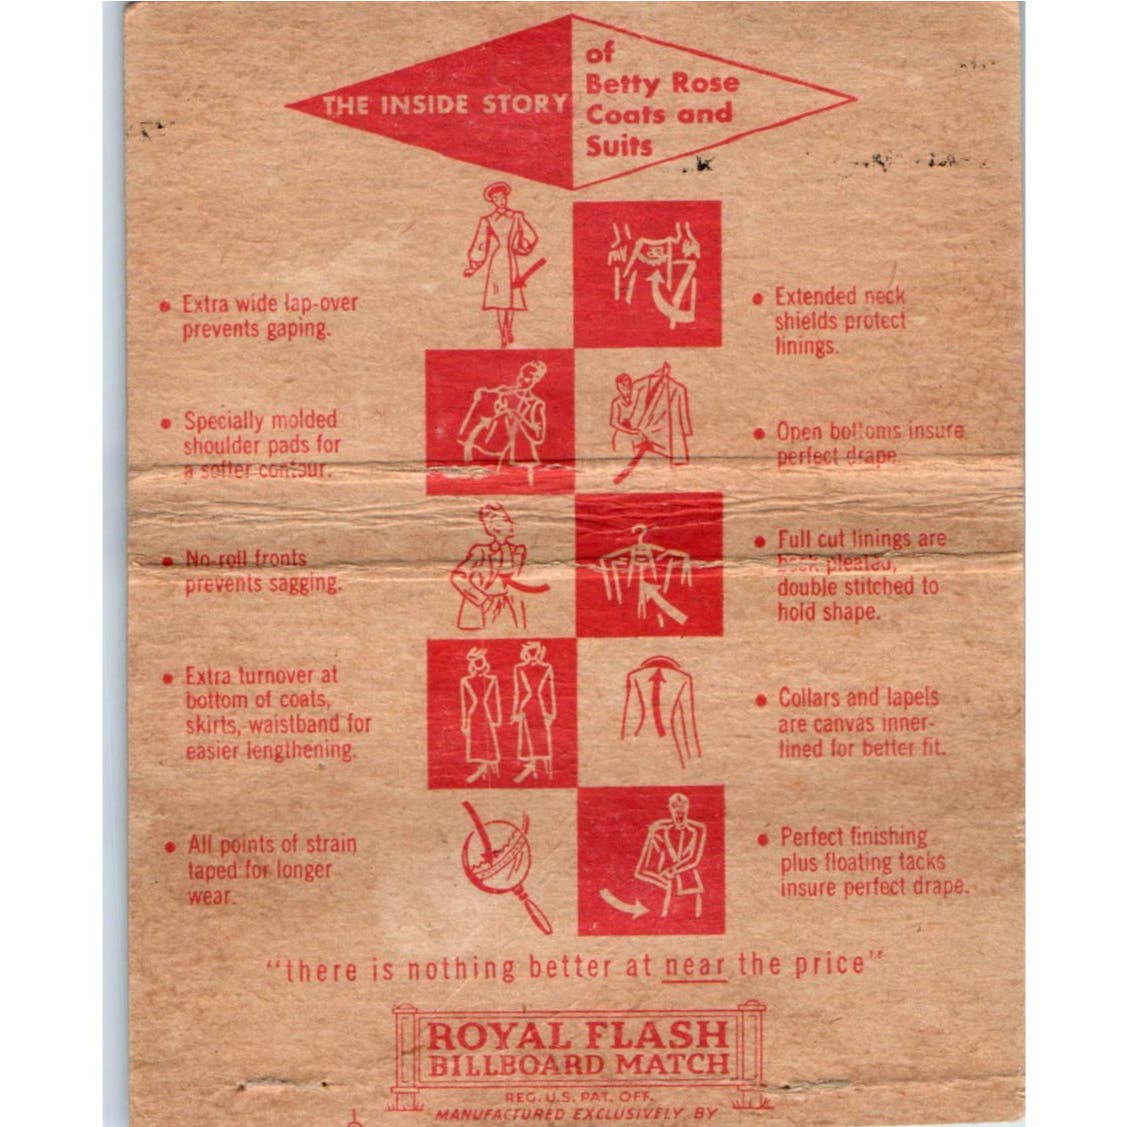 THE INSIDE STORY
of
Betty Rose
Coats and
Suits
• Extra wide lap-over
prevents gaping.
• Specially molded
shoulder pads for
a softer contour.
• No-roll fronts
prevents sagging.
• Extra turnover at
bottom of coats,
skirts, waistband for
easier lengthening.
• All points of strain
taped for longer
wear.
• Extended neck
shields protect
linings.
• Open bottoms insure
perfect drape.
• Full cut linings are
back pleated,
double stitched to
hold shape.
• Collars and lapels
are canvas inner-
lined for better fit.
• Perfect finishing
plus floating tacks
insure perfect drape.
"there is nothing better at near the price"
ROYAL FLASH
BILLBOARD MATCH
REG. U.S. PAT. OFF.
MANUFACTURED EXCLUSIVELY BY